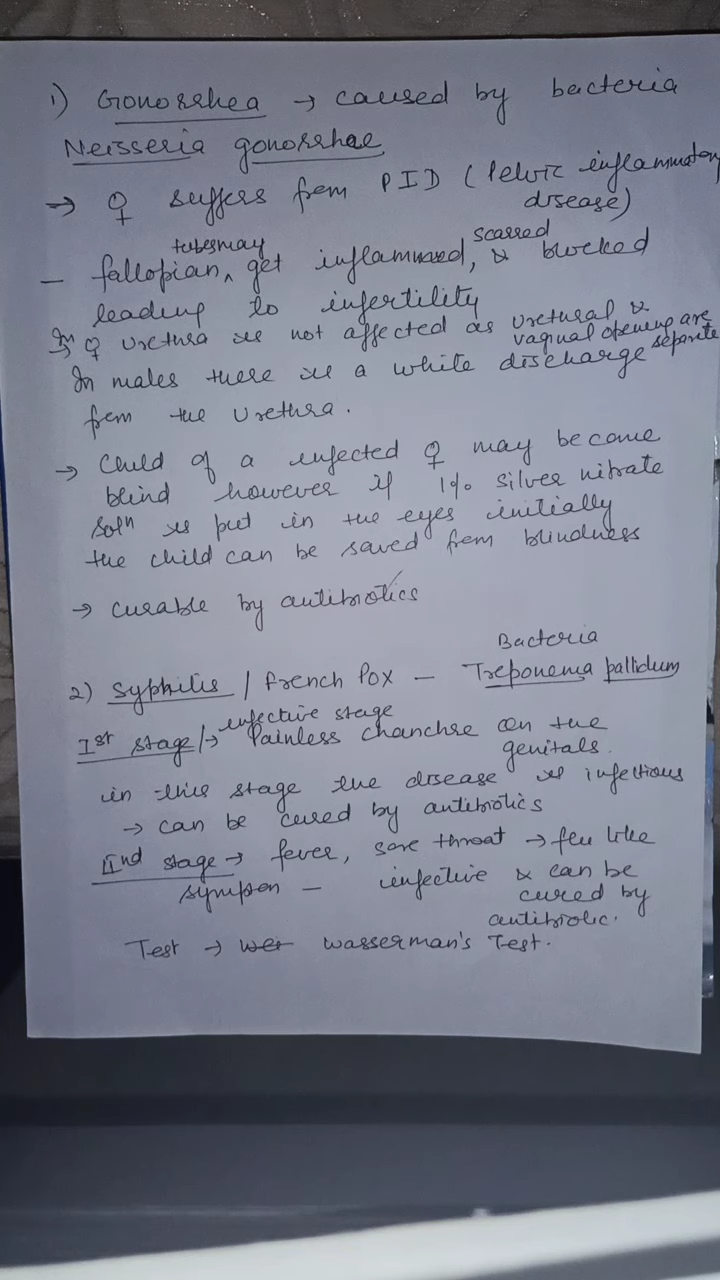 1) Gonorrhea → caused by bacteria
Neisseria gonorrhae
→ ♀ suffers from PID (Pelvic inflammatory
disease)
- fallopian tubes may get inflammed, scarred & blocked
leading to infertility
→ In ♀ urethra is not affected as uretural & vaginal opening are separate
In males there is a white discharge
from the urethra.
→ Child of a infected ♀ may become
blind however if 1% silver nitrate
solⁿ is put in the eyes initially
the child can be saved from blindness
→ curable by antibiotics
Bacteria
2) Syphilis / French Pox - Treponema pallidum
Ist stage/→ infective stage Painless chanchre on the
genitals.
in this stage the disease is infectious
→ can be cured by antibiotics
IInd stage → fever, sore throat → flu like
sympton - infective & can be
cured by
antibiotic.
Test → wer wasserman's Test.